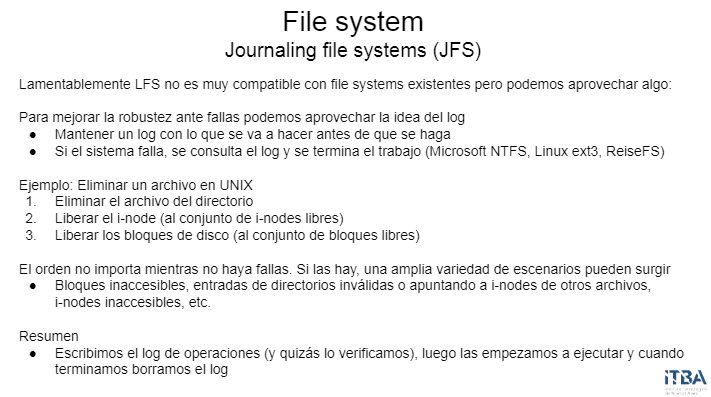 File system
Journaling file systems (JFS)
Lamentablemente LFS no es muy compatible con file systems existentes pero podemos aprovechar algo:
Para mejorar la robustez ante fallas podemos aprovechar la idea del log
● Mantener un log con lo que se va a hacer antes de que se haga
● Si el sistema falla, se consulta el log y se termina el trabajo (Microsoft NTFS, Linux ext3, ReiseFS)
Ejemplo: Eliminar un archivo en UNIX
1. Eliminar el archivo del directorio
2. Liberar el i-node (al conjunto de i-nodes libres)
3. Liberar los bloques de disco (al conjunto de bloques libres)
El orden no importa mientras no haya fallas. Si las hay, una amplia variedad de escenarios pueden surgir
● Bloques inaccesibles, entradas de directorios inválidas o apuntando a i-nodes de otros archivos,
i-nodes inaccesibles, etc.
Resumen
● Escribimos el log de operaciones (y quizás lo verificamos), luego las empezamos a ejecutar y cuando
terminamos borramos el log
ITBA